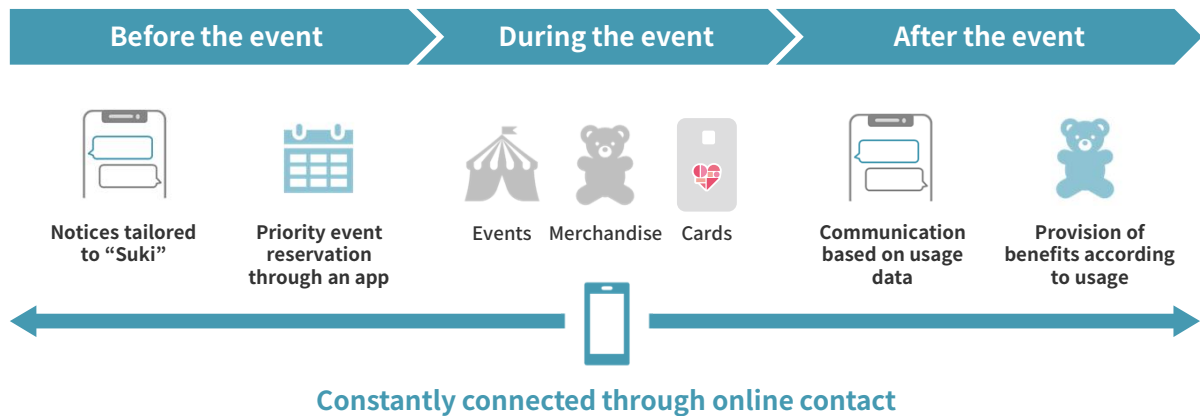 Before the event
During the event
After the event
Notices tailored
to “Suki”
Priority event
reservation
through an app
Events
Merchandise
Cards
Communication
based on usage
data
Provision of
benefits according
to usage
Constantly connected through online contact